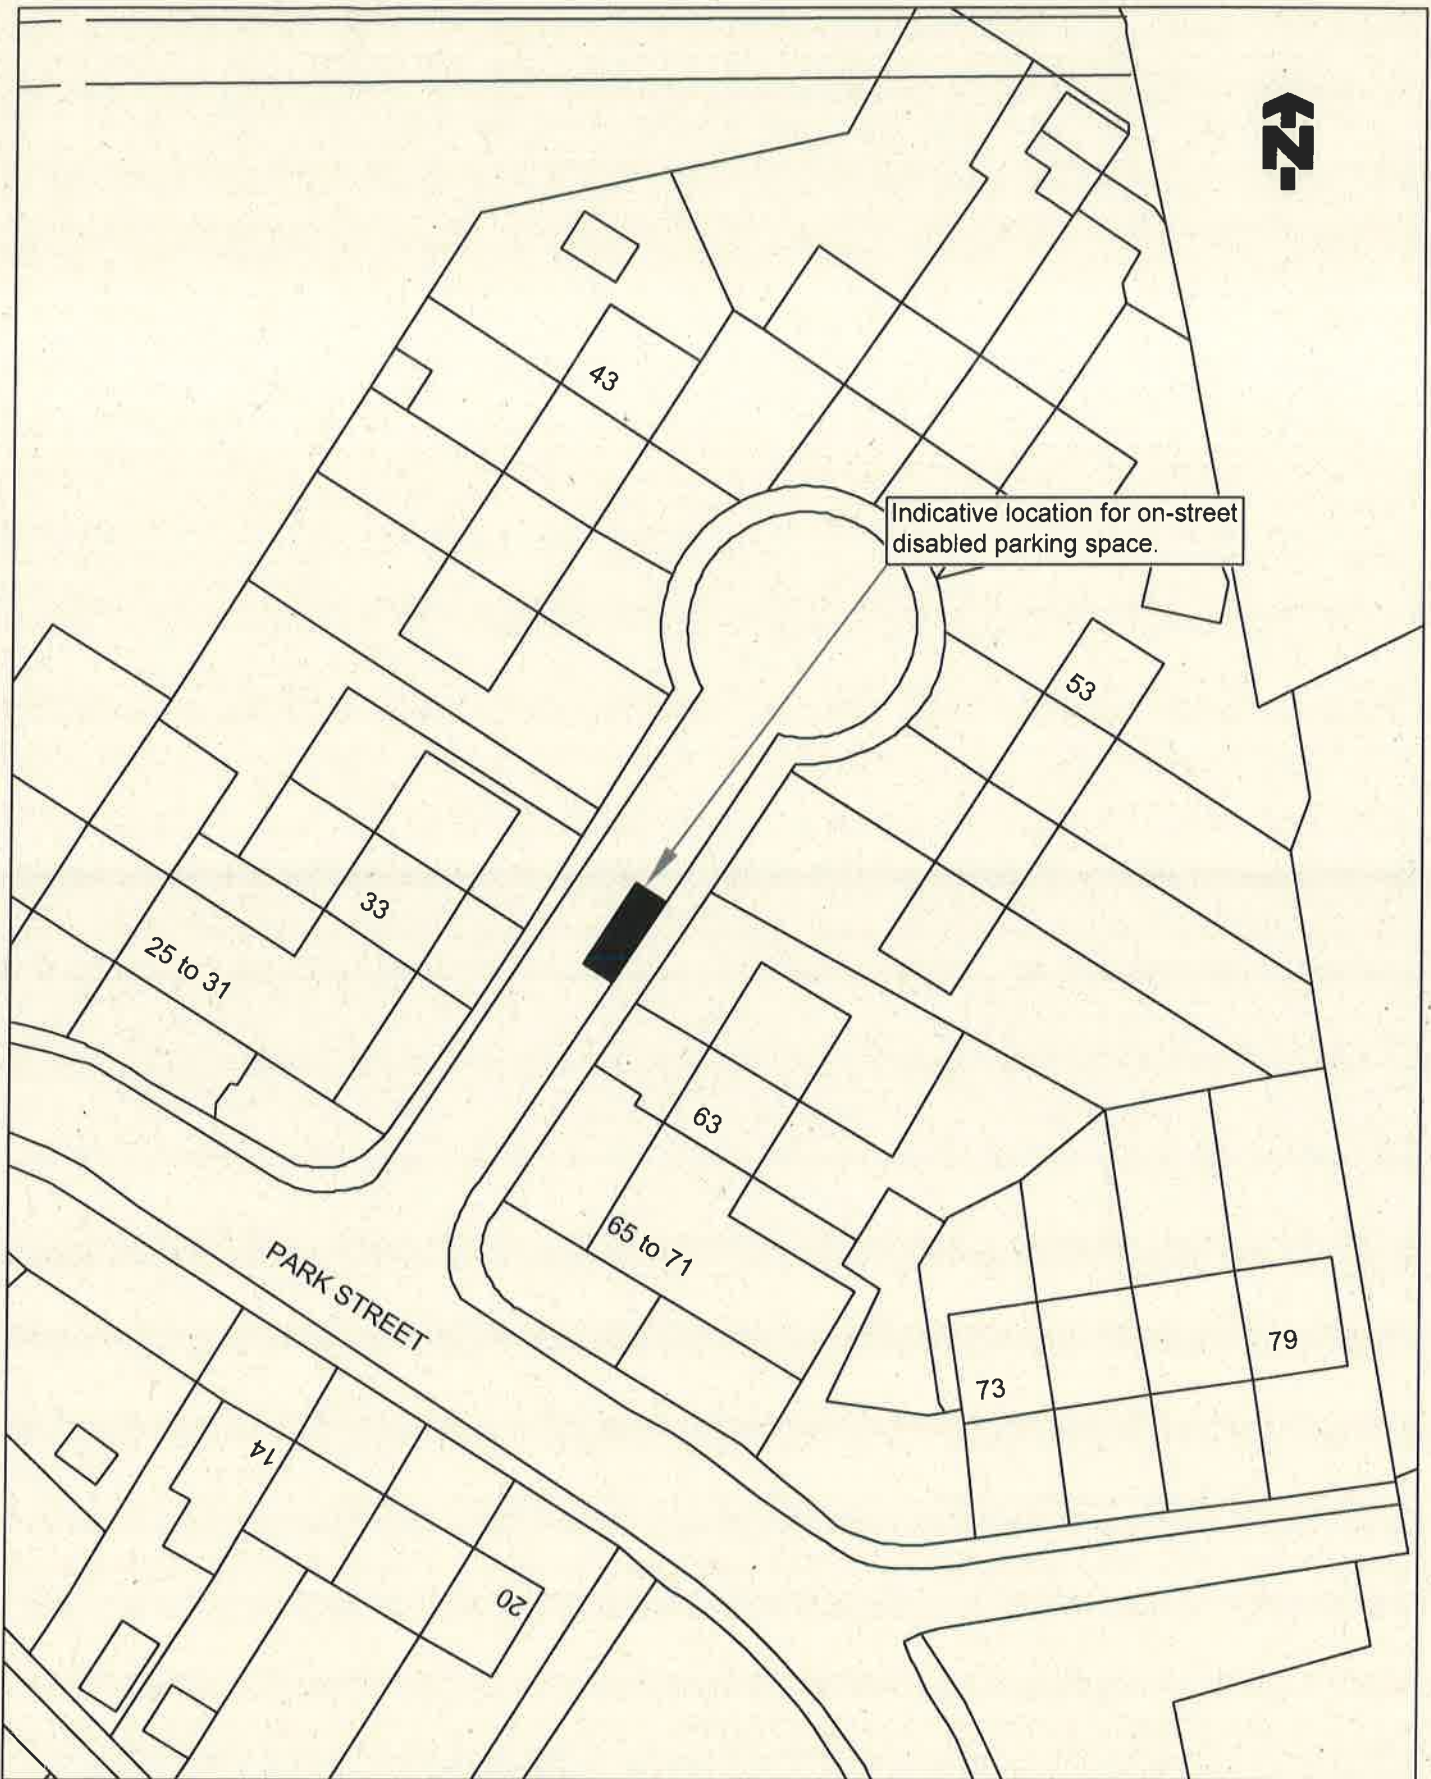 N
43
Indicative location for on-street
disabled parking space.
53
33
25 to 31
63
65 to 71
PARK STREET
79
73
14
20